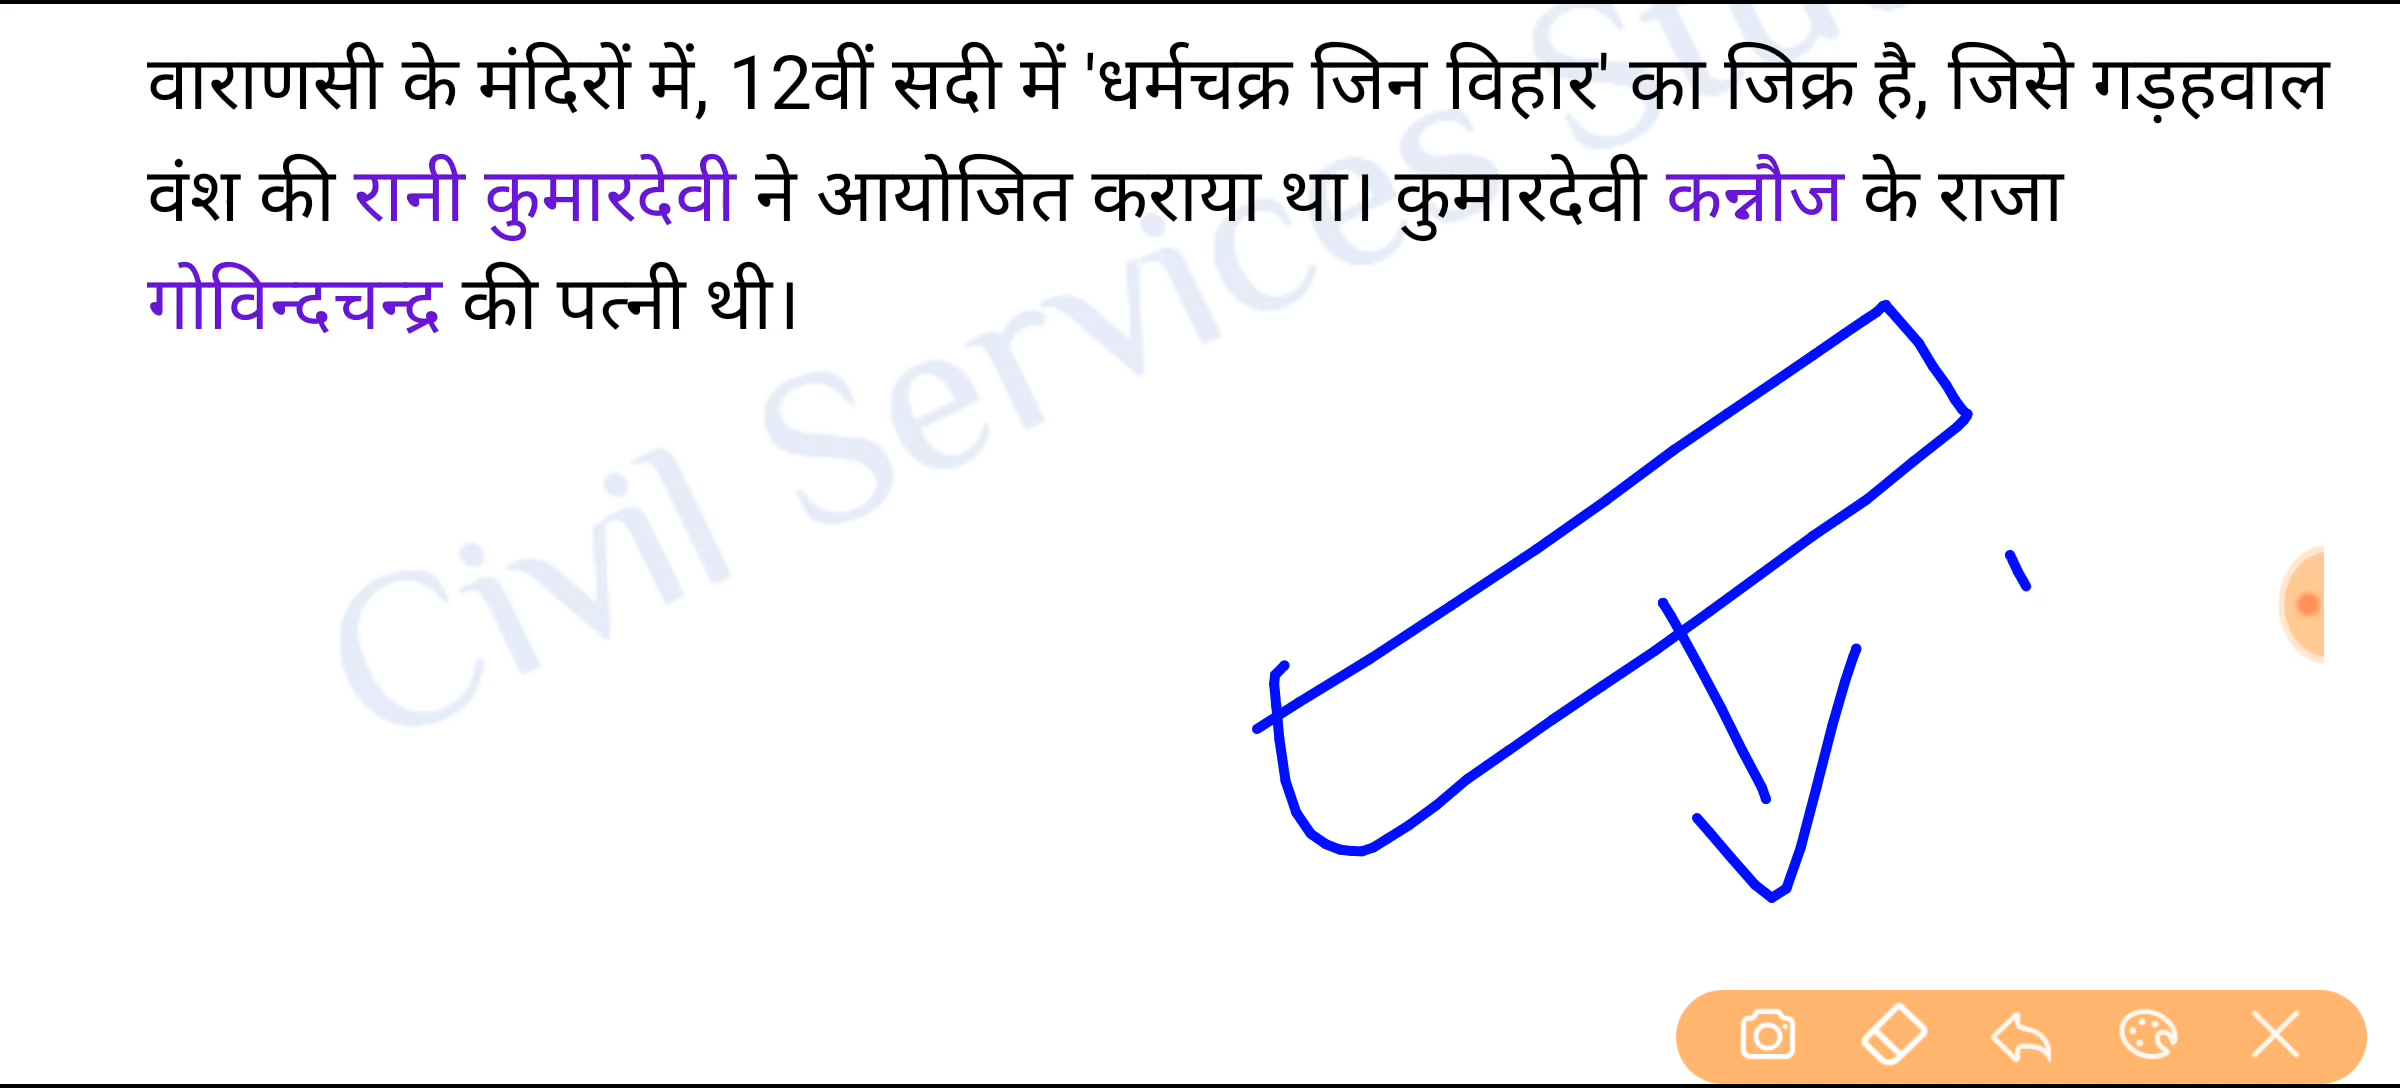 वाराणसी के मंदिरों में, 12वीं सदी में 'धर्मचक्र जिन विहार' का जिक्र है, जिसे गड़हवाल
वंश की रानी कुमारदेवी ने आयोजित कराया था। कुमारदेवी कन्नौज के राजा
गोविन्दचन्द्र की पत्नी थी।
Civil Services